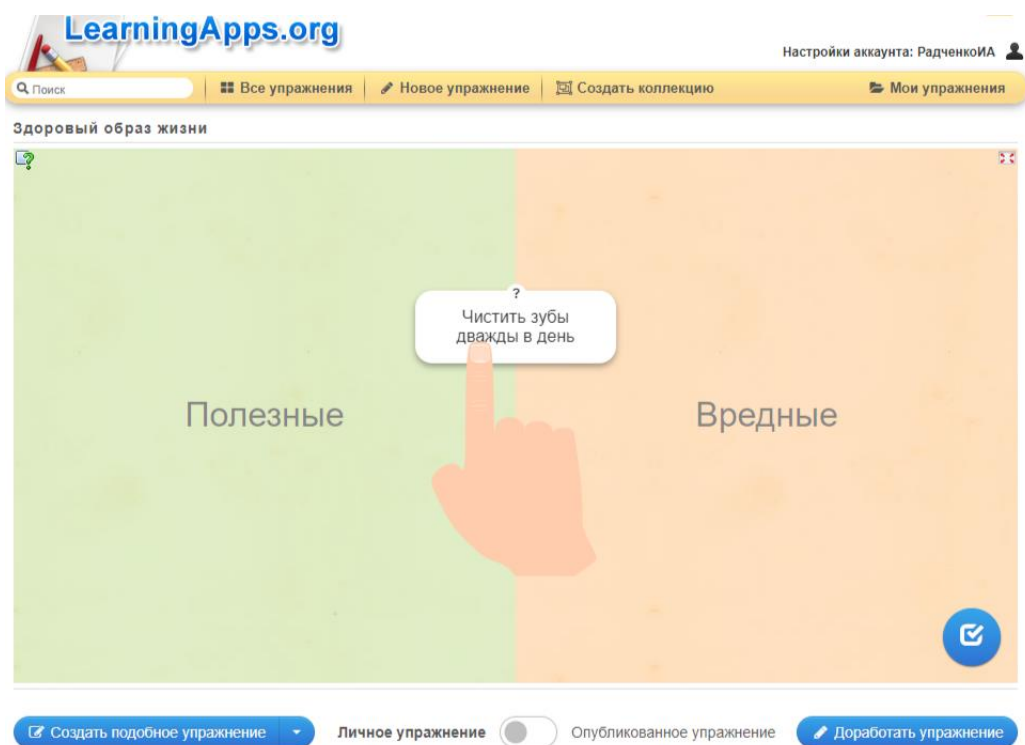 LearningApps.org
Настройки аккаунта: РадченкоИА
Поиск
Все упражнения
Новое упражнение
Создать коллекцию
Мои упражнения
Здоровый образ жизни
?
Чистить зубы
дважды в день
Полезные
Вредные
Создать подобное упражнение
Личное упражнение
Опубликованное упражнение
Доработать упражнение